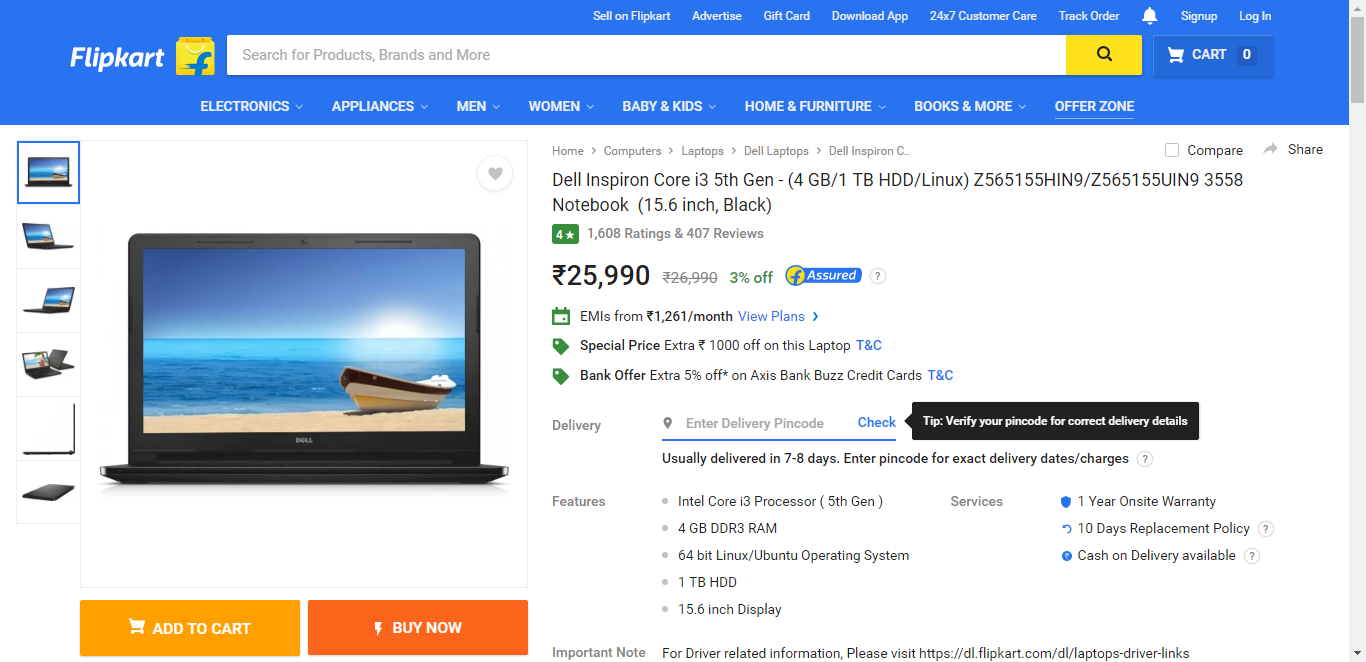 Sell on Flipkart Advertise Gift Card Download App 24x7 Customer Care Track Order Signup Log In
Flipkart Search for Products, Brands and More CART 0
ELECTRONICS APPLIANCES MEN WOMEN BABY & KIDS HOME & FURNITURE BOOKS & MORE OFFER ZONE
Home > Computers > Laptops > Dell Laptops > Dell Inspiron C.. Compare Share
Dell Inspiron Core i3 5th Gen - (4 GB/1 TB HDD/Linux) Z565155HIN9/Z565155UIN9 3558
Notebook (15.6 inch, Black)
4★ 1,608 Ratings & 407 Reviews
₹25,990 ₹26,990 3% off Assured ?
EMIs from ₹1,261/month View Plans >
Special Price Extra ₹ 1000 off on this Laptop T&C
Bank Offer Extra 5% off* on Axis Bank Buzz Credit Cards T&C
Delivery Enter Delivery Pincode Check Tip: Verify your pincode for correct delivery details
Usually delivered in 7-8 days. Enter pincode for exact delivery dates/charges ?
DELL
Features
Intel Core i3 Processor ( 5th Gen )
4 GB DDR3 RAM
64 bit Linux/Ubuntu Operating System
1 TB HDD
15.6 inch Display
Services
1 Year Onsite Warranty
10 Days Replacement Policy ?
Cash on Delivery available ?
ADD TO CART BUY NOW
Important Note For Driver related information, Please visit https://dl.flipkart.com/dl/laptops-driver-links